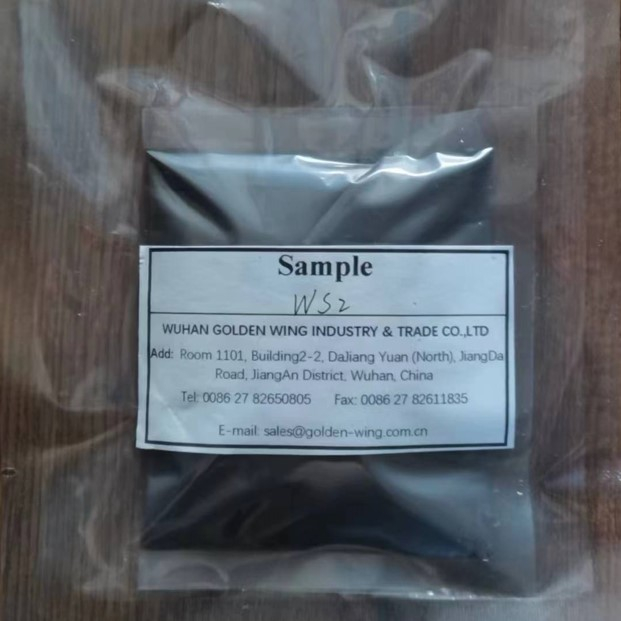 Sample
WS2
WUHAN GOLDEN WING INDUSTRY & TRADE CO.,LTD
Add: Room 1101, Building2-2, DaJiang Yuan (North), JiangDa
Road, JiangAn District, Wuhan, China
Tel: 0086 27 82650805 Fax: 0086 27 82611835
E-mail: sales@golden-wing.com.cn